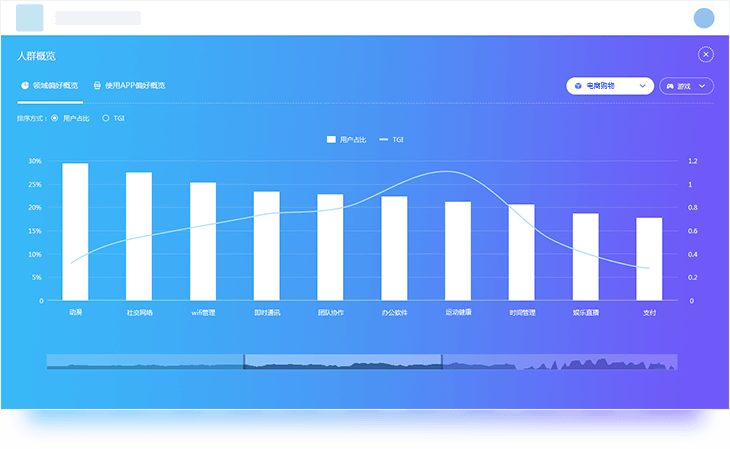 人群概览
领域偏好概览 使用APP偏好概览 电商购物 游戏
排序方式： 用户占比 TGI
用户占比 TGI
30% 1.2
25% 1
20% 0.8
15% 0.6
10% 0.4
5% 0.2
0 0
动漫 社交网络 wifi管理 即时通讯 团队协作 办公软件 运动健康 时间管理 娱乐直播 支付